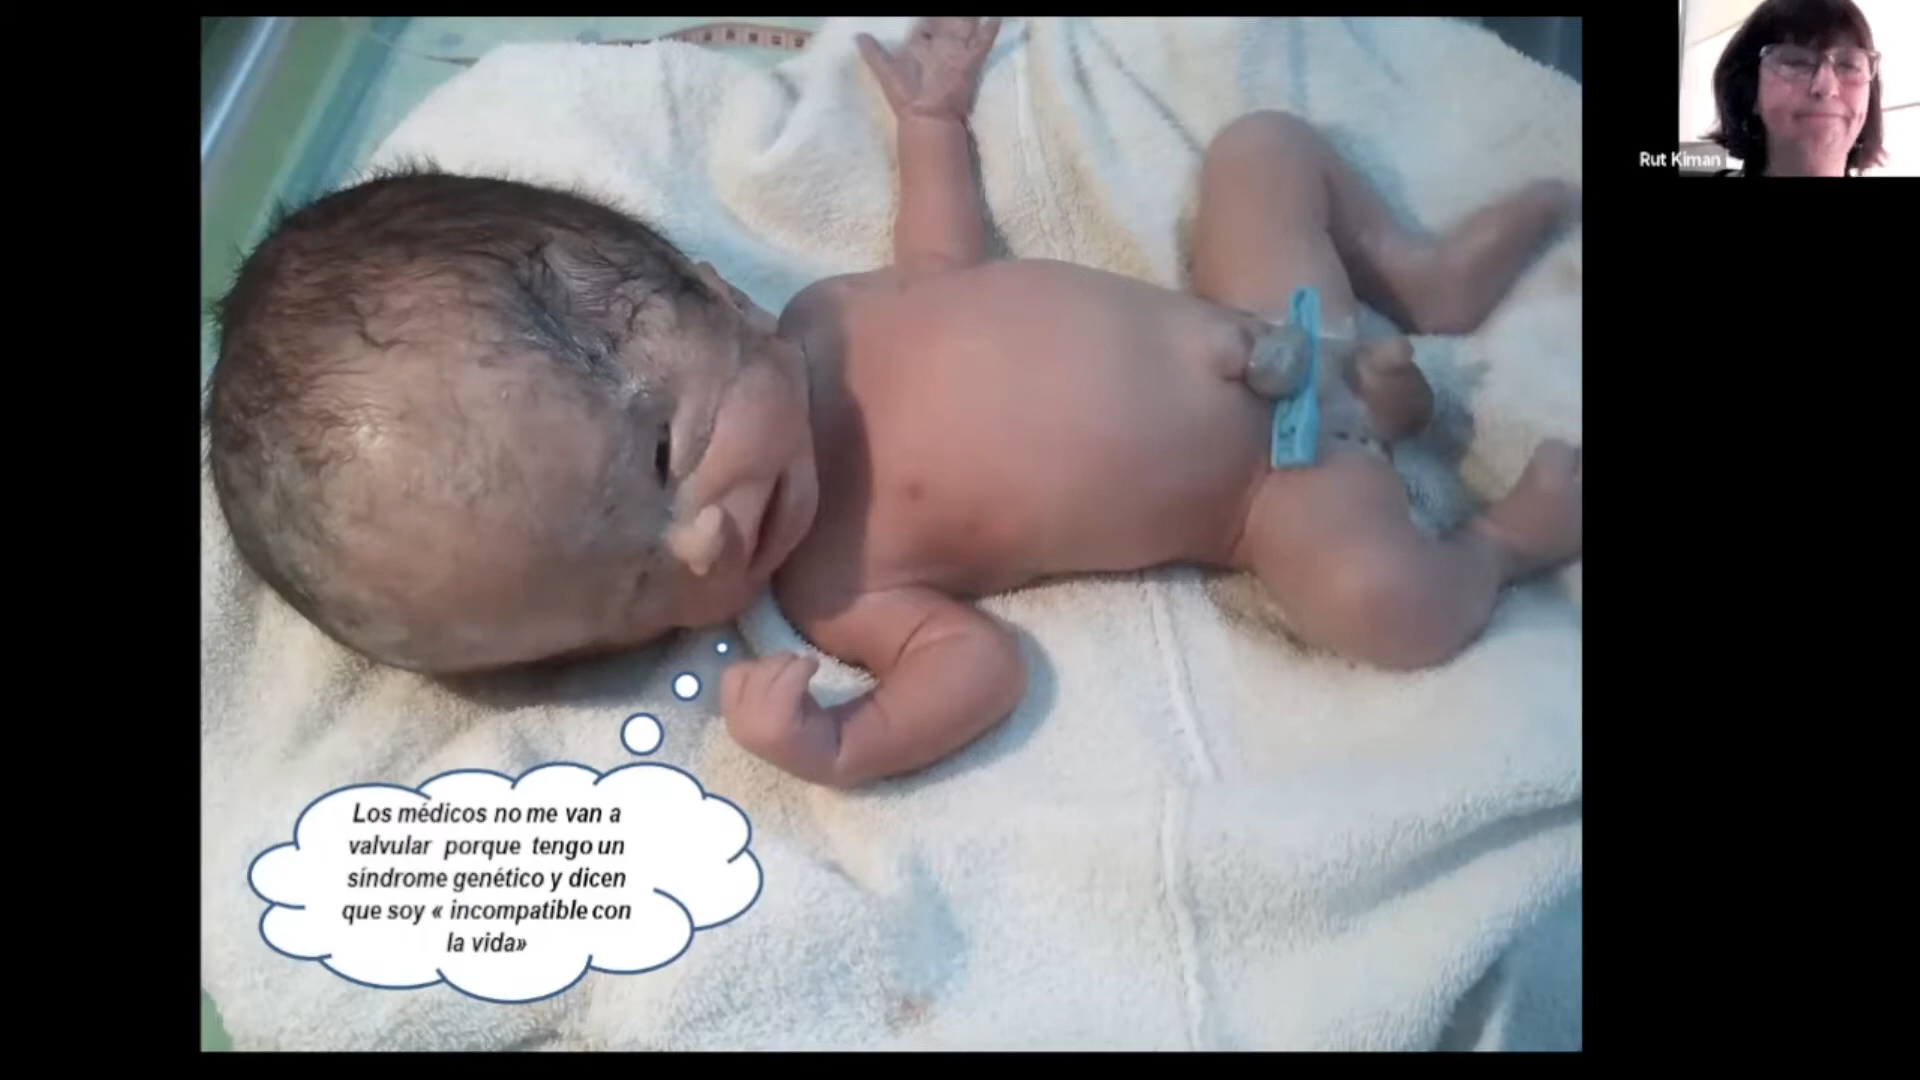 Rut Kiman
Los médicos no me van a
valvular porque tengo un
síndrome genético y dicen
que soy « incompatible con
la vida»